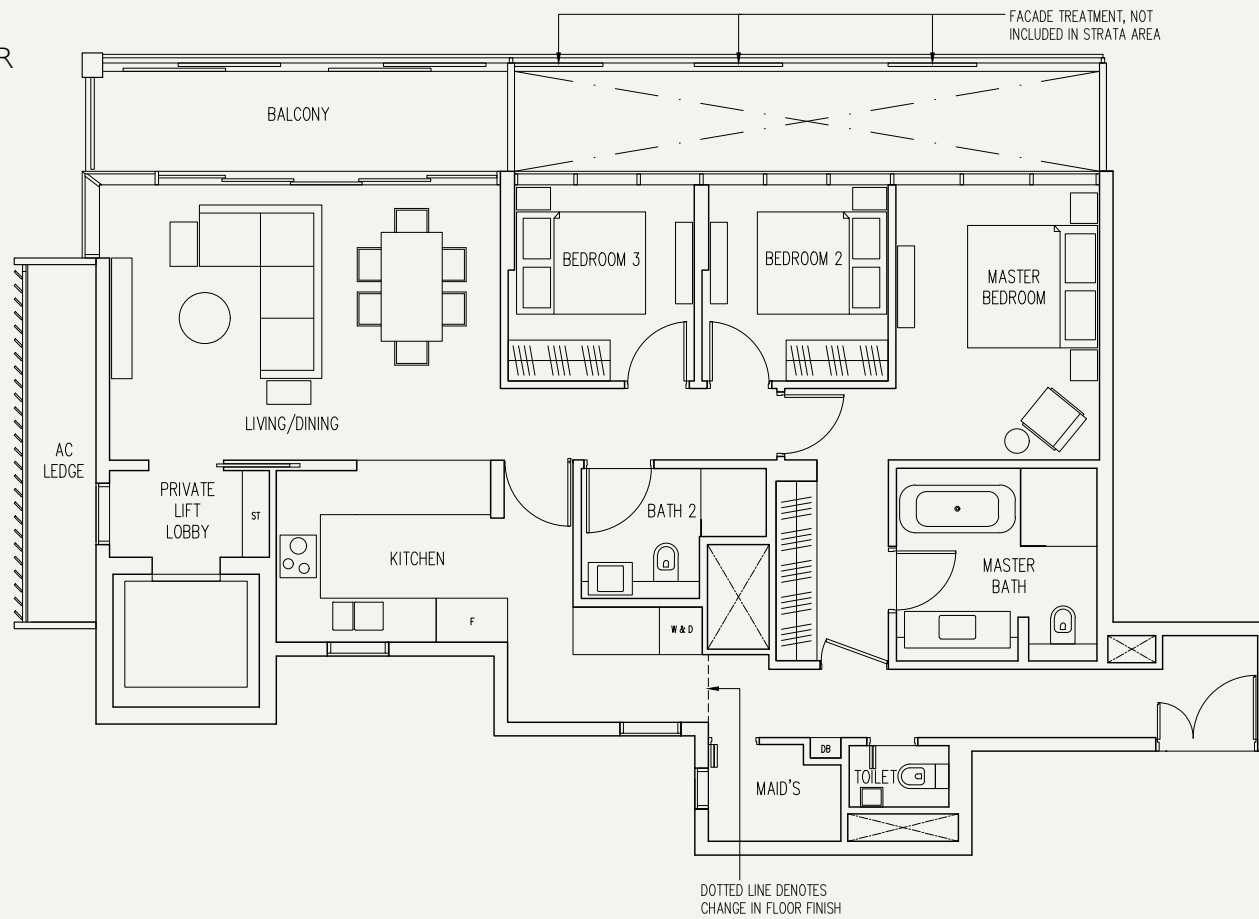 FACADE TREATMENT, NOT
INCLUDED IN STRATA AREA
R
BALCONY
BEDROOM 3
BEDROOM 2
MASTER
BEDROOM
LIVING/DINING
AC
LEDGE
PRIVATE
LIFT
LOBBY
ST
KITCHEN
BATH 2
MASTER
BATH
F
W & D
DB
TOILET
MAID'S
DOTTED LINE DENOTES
CHANGE IN FLOOR FINISH